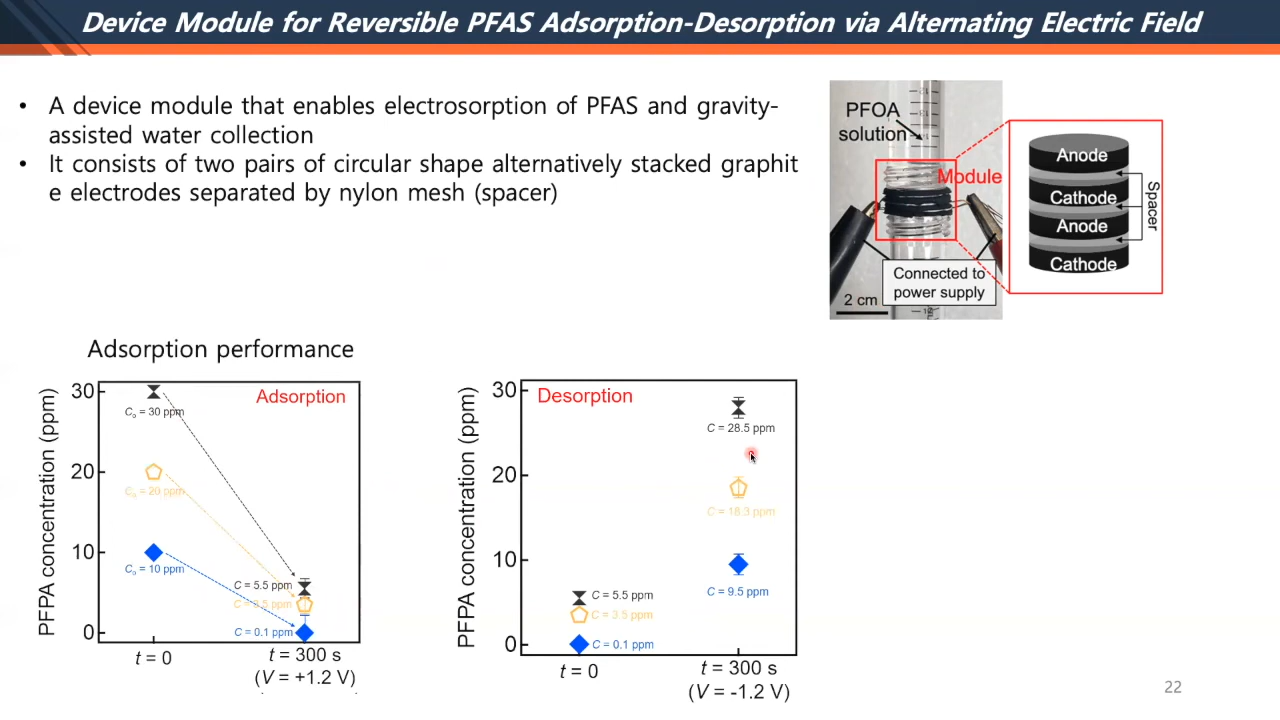 Device Module for Reversible PFAS Adsorption-Desorption via Alternating Electric Field
• A device module that enables electrosorption of PFAS and gravity-
assisted water collection
• It consists of two pairs of circular shape alternatively stacked graphit
e electrodes separated by nylon mesh (spacer)
PFOA
solution
Module
Connected to
power supply
2 cm
Anode
Cathode
Anode
Cathode
Spacer
Adsorption performance
PFPA concentration (ppm)
30
20
10
0
Adsorption
Cₒ = 30 ppm
Cₒ = 20 ppm
Cₒ = 10 ppm
C = 5.5 ppm
C = 3.5 ppm
C = 0.1 ppm
t = 0
t = 300 s
(V = +1.2 V)
PFPA concentration (ppm)
30
20
10
0
Desorption
C = 28.5 ppm
C = 18.3 ppm
C = 9.5 ppm
C = 5.5 ppm
C = 3.5 ppm
C = 0.1 ppm
t = 0
t = 300 s
(V = -1.2 V)
22